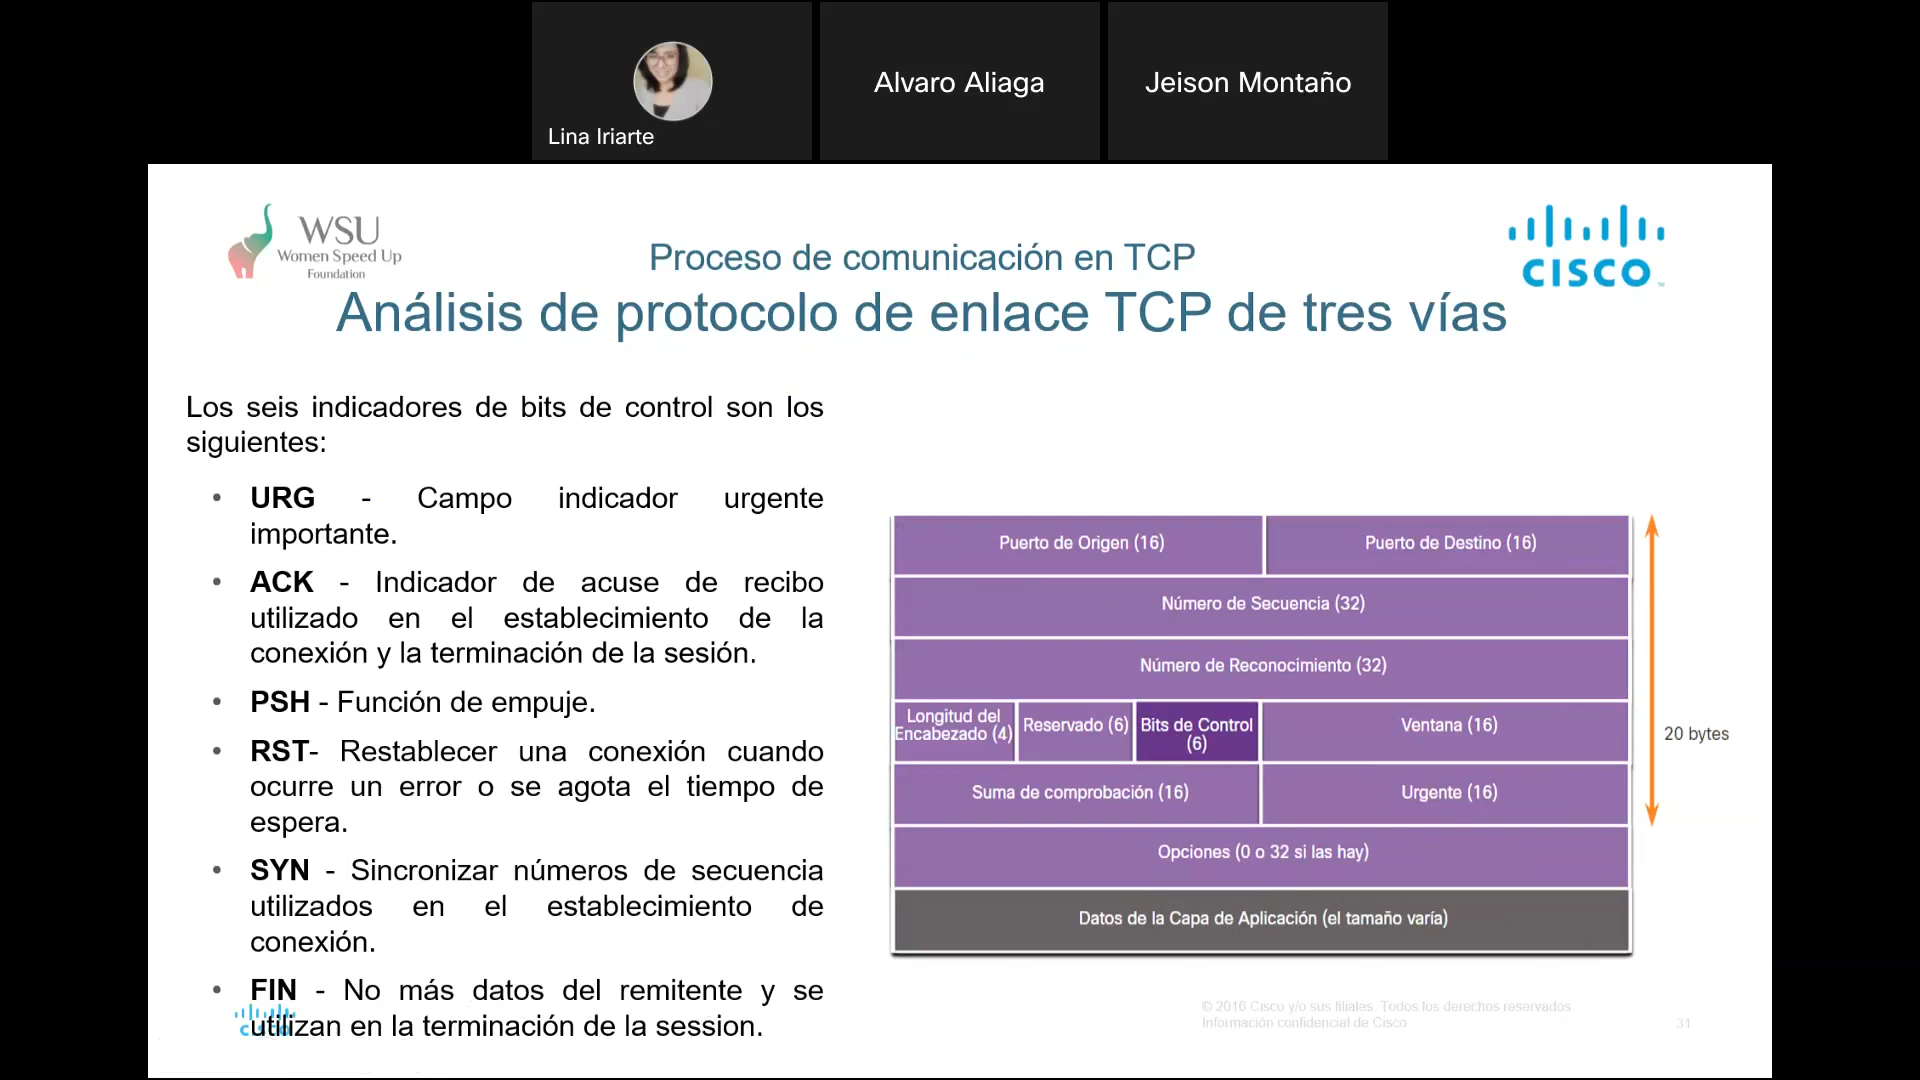 Lina Iriarte
Alvaro Aliaga
Jeison Montaño
WSU
Women Speed Up
Foundation
CISCO
Proceso de comunicación en TCP
Análisis de protocolo de enlace TCP de tres vías
Los seis indicadores de bits de control son los
siguientes:
• URG - Campo indicador urgente
importante.
• ACK - Indicador de acuse de recibo
utilizado en el establecimiento de la
conexión y la terminación de la sesión.
• PSH - Función de empuje.
• RST- Restablecer una conexión cuando
ocurre un error o se agota el tiempo de
espera.
• SYN - Sincronizar números de secuencia
utilizados en el establecimiento de
conexión.
• FIN - No más datos del remitente y se
utilizan en la terminación de la session.
Puerto de Origen (16)
Puerto de Destino (16)
Número de Secuencia (32)
Número de Reconocimiento (32)
Longitud del
Encabezado (4)
Reservado (6)
Bits de Control
(6)
Ventana (16)
Suma de comprobación (16)
Urgente (16)
Opciones (0 o 32 si las hay)
Datos de la Capa de Aplicación (el tamaño varía)
20 bytes
cisco
© 2016 Cisco y/o sus filiales. Todos los derechos reservados.
Información confidencial de Cisco
31